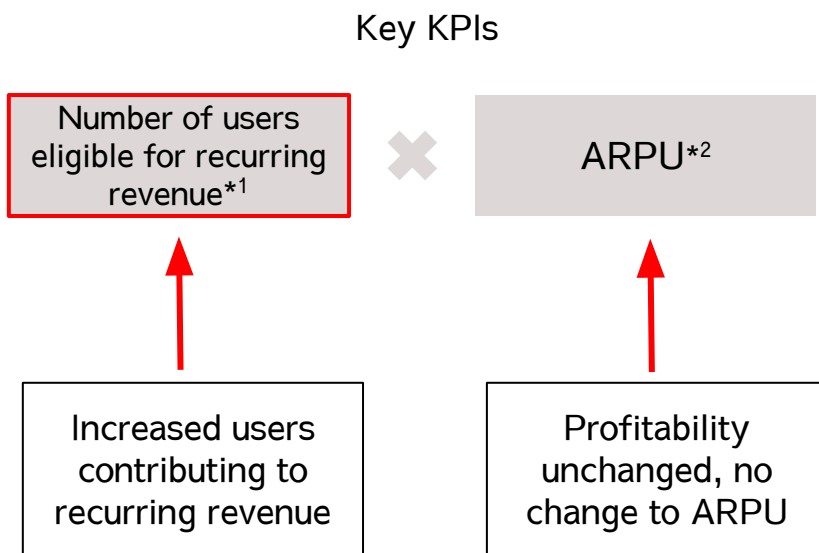 Key KPIs
Number of users
eligible for recurring
revenue*1
ARPU*2
Increased users
contributing to
recurring revenue
Profitability
unchanged, no
change to ARPU